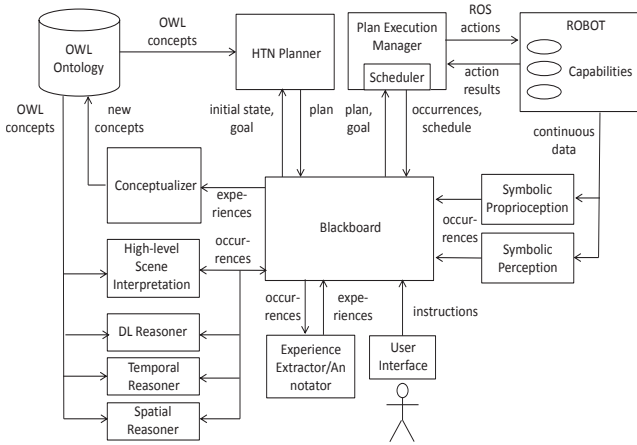 OWL
Ontology
OWL
concepts
HTN Planner
Plan Execution
Manager
Scheduler
ROS
actions
action
results
ROBOT
Capabilities
OWL
concepts
new
concepts
initial state,
goal
plan
plan,
goal
occurrences,
schedule
continuous
data
Conceptualizer
expe-
riences
Blackboard
Symbolic
Proprioception
occur-
rences
Symbolic
Perception
High-level
Scene
Interpretation
occur-
rences
DL Reasoner
Temporal
Reasoner
Spatial
Reasoner
occur-
rences
expe-
riences
instructions
Experience
Extractor/An
notator
User
Interface